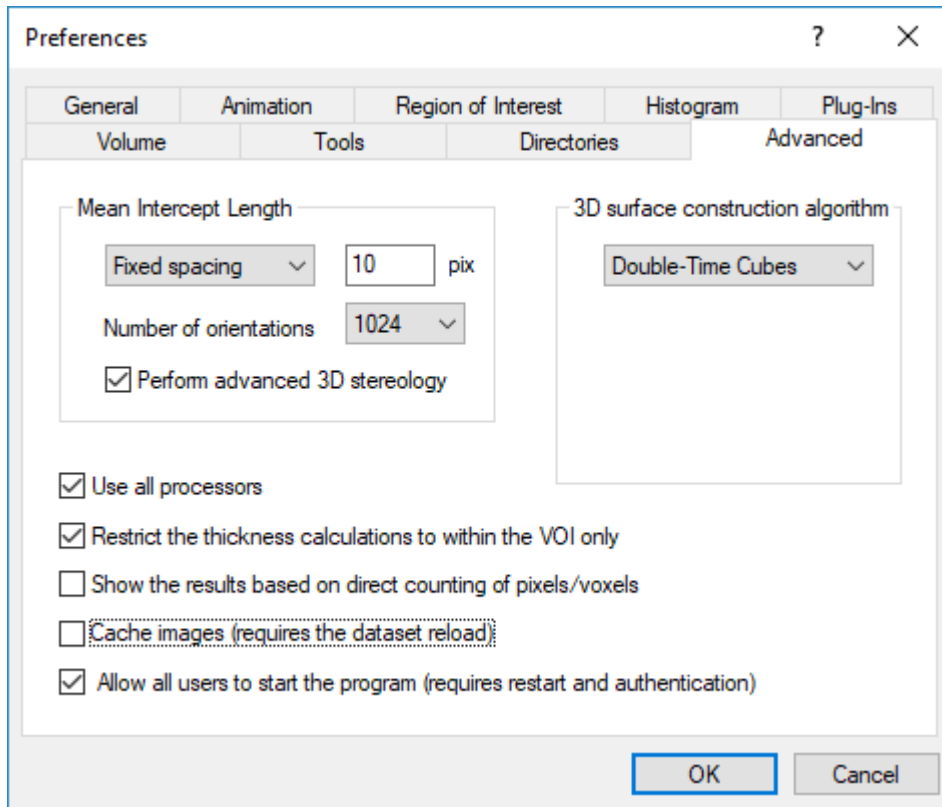 Preferences
?
General Animation Region of Interest Histogram Plug-Ins
Volume Tools Directories Advanced
Mean Intercept Length
Fixed spacing 10 pix
Number of orientations 1024
Perform advanced 3D stereology
3D surface construction algorithm
Double-Time Cubes
Use all processors
Restrict the thickness calculations to within the VOI only
Show the results based on direct counting of pixels/voxels
Cache images (requires the dataset reload)
Allow all users to start the program (requires restart and authentication)
OK Cancel